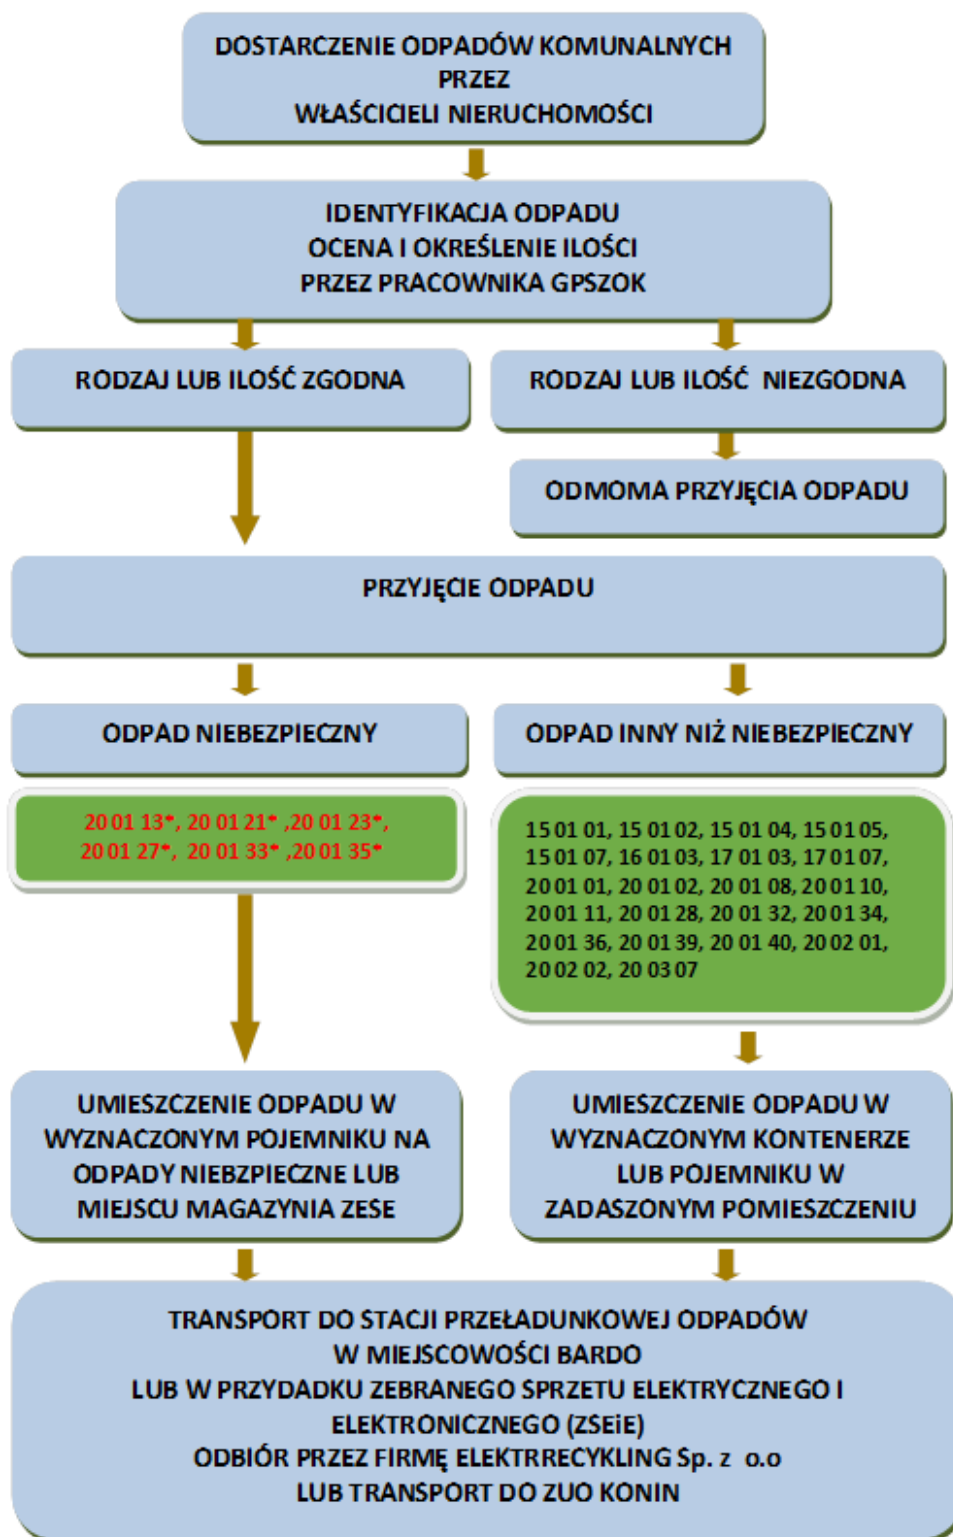 DOSTARCZENIE ODPADÓW KOMUNALNYCH
PRZEZ
WŁAŚCICIELI NIERUCHOMOŚCI
IDENTYFIKACJA ODPADU
OCENA I OKREŚLENIE ILOŚCI
PRZEZ PRACOWNIKA GPSZOK
RODZAJ LUB ILOŚĆ ZGODNA
RODZAJ LUB ILOŚĆ NIEZGODNA
ODMOMA PRZYJĘCIA ODPADU
PRZYJĘCIE ODPADU
ODPAD NIEBEZPIECZNY
ODPAD INNY NIŻ NIEBEZPIECZNY
20 01 13*, 20 01 21* ,20 01 23*,
20 01 27*, 20 01 33* ,20 01 35*
15 01 01, 15 01 02, 15 01 04, 15 01 05,
15 01 07, 16 01 03, 17 01 03, 17 01 07,
20 01 01, 20 01 02, 20 01 08, 20 01 10,
20 01 11, 20 01 28, 20 01 32, 20 01 34,
20 01 36, 20 01 39, 20 01 40, 20 02 01,
20 02 02, 20 03 07
UMIESZCZENIE ODPADU W
WYZNACZONYM POJEMNIKU NA
ODPADY NIEBZPIECZNE LUB
MIEJSCU MAGAZYNIA ZESE
UMIESZCZENIE ODPADU W
WYZNACZONYM KONTENERZE
LUB POJEMNIKU W
ZADASZONYM POMIESZCZENIU
TRANSPORT DO STACJI PRZEŁADUNKOWEJ ODPADÓW
W MIEJSCOWOŚCI BARDO
LUB W PRZYDADKU ZEBRANEGO SPRZETU ELEKTRYCZNEGO I
ELEKTRONICZNEGO (ZSEiE)
ODBIÓR PRZEZ FIRMĘ ELEKTRRECYKLING Sp. z o.o
LUB TRANSPORT DO ZUO KONIN